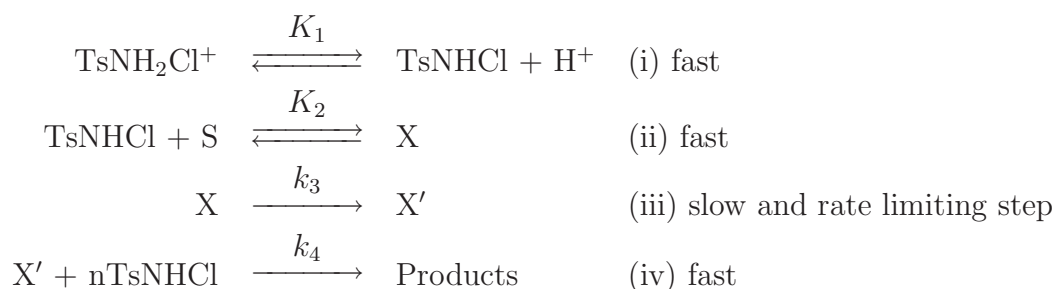 K₁
TsNH₂Cl⁺ ⇌ TsNHCl + H⁺ (i) fast
K₂
TsNHCl + S ⇌ X (ii) fast
k₃
X ⟶ X′ (iii) slow and rate limiting step
k₄
X′ + nTsNHCl ⟶ Products (iv) fast